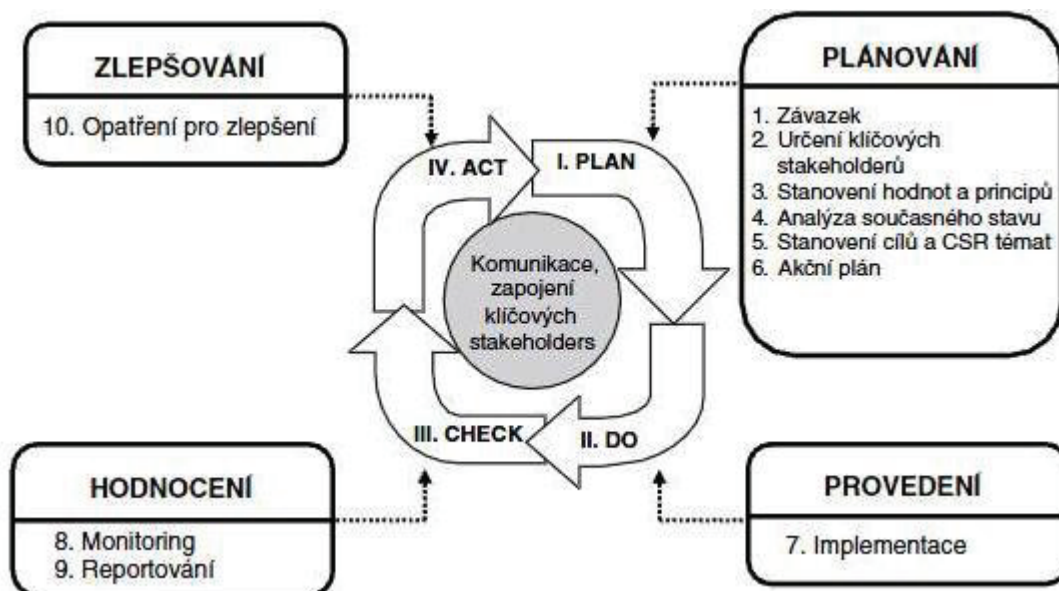 ZLEPŠOVÁNÍ
10. Opatření pro zlepšení
PLÁNOVÁNÍ
1. Závazek
2. Určení klíčových
stakeholderů
3. Stanovení hodnot a principů
4. Analýza současného stavu
5. Stanovení cílů a CSR témat
6. Akční plán
IV. ACT
I. PLAN
Komunikace,
zapojení
klíčových
stakeholders
III. CHECK
II. DO
HODNOCENÍ
8. Monitoring
9. Reportování
PROVEDENÍ
7. Implementace